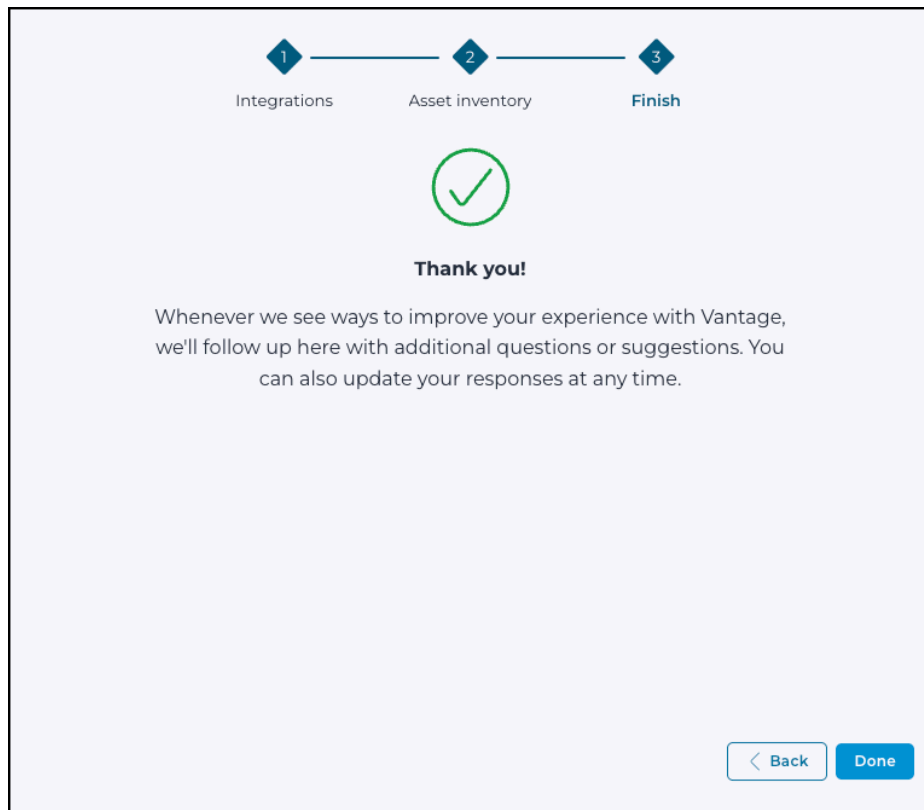 1 2 3
Integrations Asset inventory Finish
Thank you!
Whenever we see ways to improve your experience with Vantage,
we'll follow up here with additional questions or suggestions. You
can also update your responses at any time.
Back Done